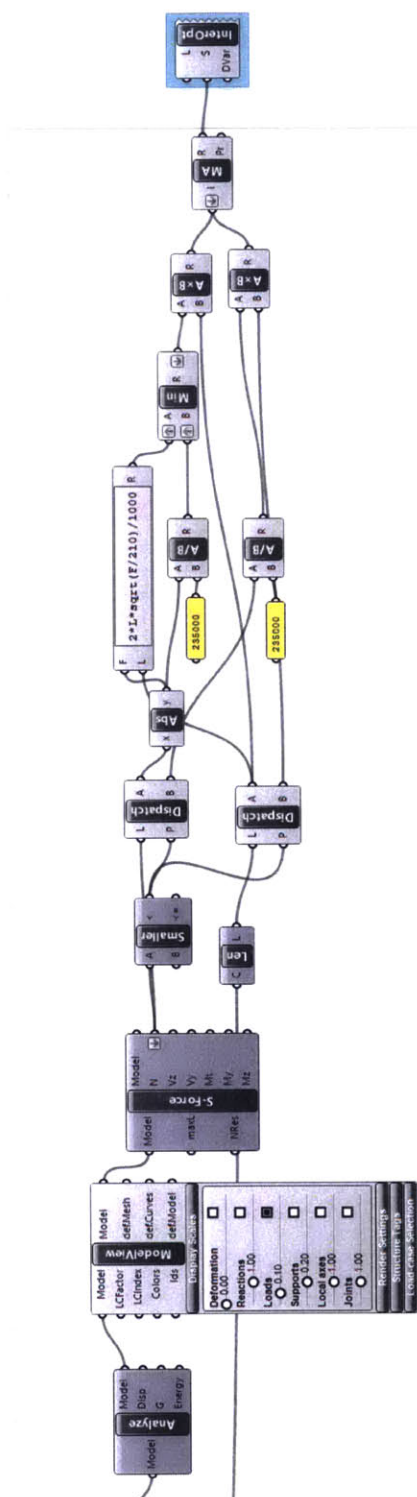 Model
Analyze
Model
Disp
G
Energy
Model
LCFactor
LCIndex
Colors
Ids
ModelView
Model
defMesh
defCurves
defModel
Display Scales
Deformation
0.00
Reactions
1.00
Loads
0.10
Supports
0.20
Local axes
1.00
Joints
1.00
Render Settings
Structure Tags
Load-case Selection
Model
maxL
NRes
S-Force
Model
N
Vz
Vy
Mt
My
Mz
A
B
Smaller
<
<=
C
Len
L
L
P
Dispatch
A
B
L
P
Dispatch
A
B
x
Abs
y
235000
235000
F
L
2*L*sqrt(F/210)/1000
R
A
B
A/B
R
A
B
A/B
R
A
B
Min
R
A
B
A×B
R
A
B
A×B
R
I
MA
R
Pr
L
S
DVar
InterOpt